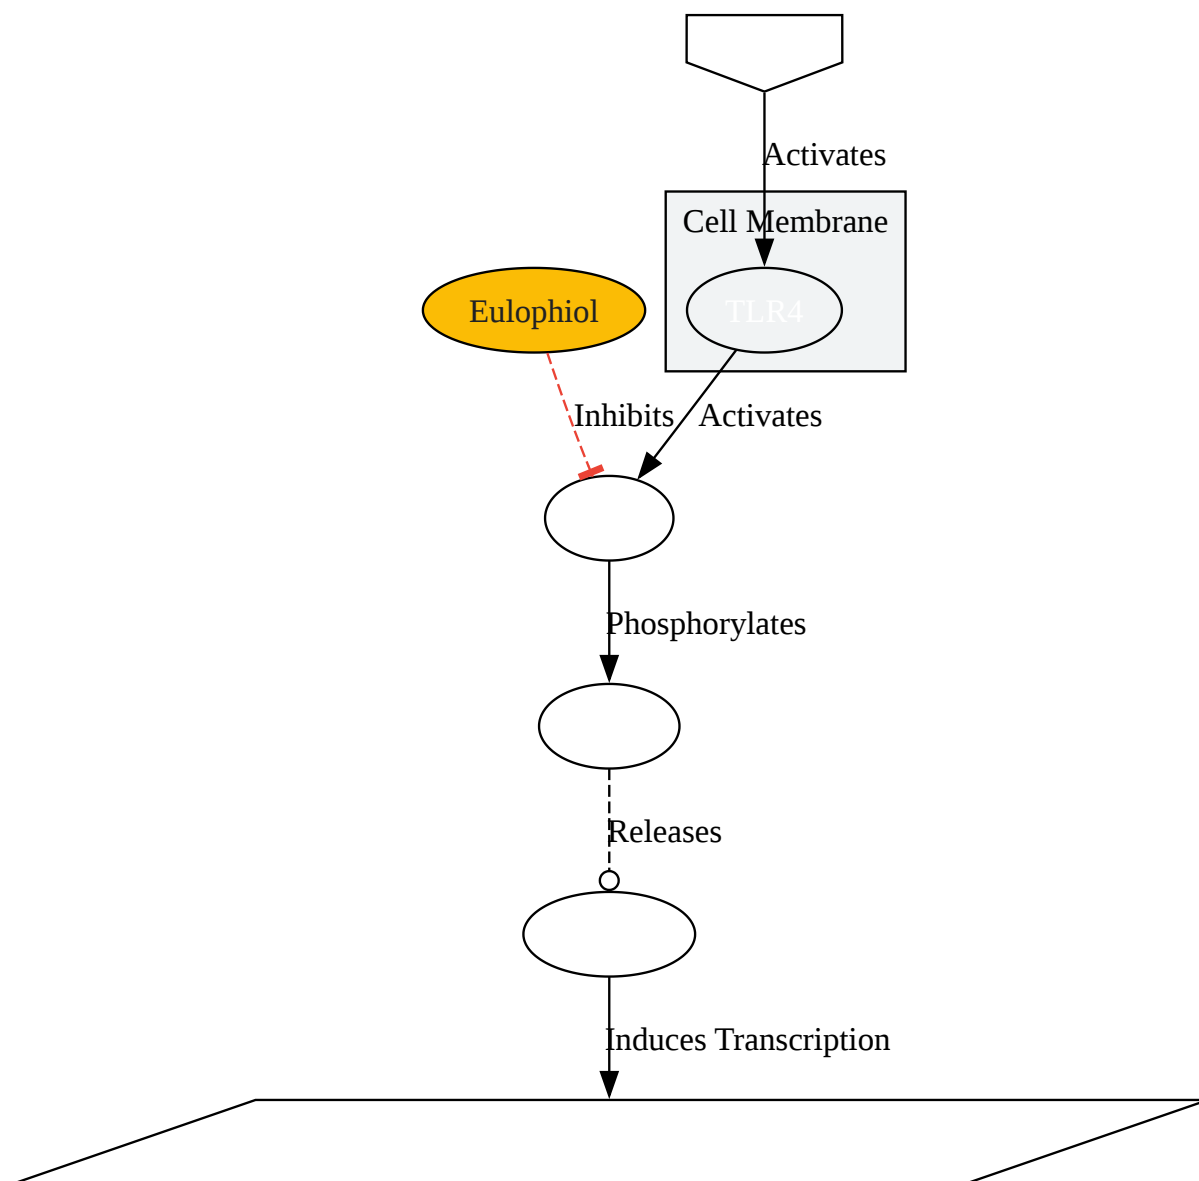 Activates
Cell Membrane
Eulophiol
TLR4
Inhibits
Activates
Phosphorylates
Releases
Induces Transcription